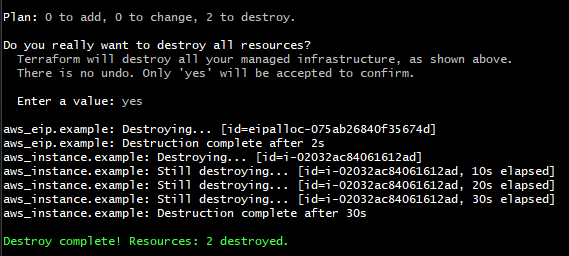 Plan: 0 to add, 0 to change, 2 to destroy.
Do you really want to destroy all resources?
Terraform will destroy all your managed infrastructure, as shown above.
There is no undo. Only 'yes' will be accepted to confirm.
Enter a value: yes
aws_eip.example: Destroying... [id=eipalloc-075ab26840f35674d]
aws_eip.example: Destruction complete after 2s
aws_instance.example: Destroying... [id=i-02032ac84061612ad]
aws_instance.example: Still destroying... [id=i-02032ac84061612ad, 10s elapsed]
aws_instance.example: Still destroying... [id=i-02032ac84061612ad, 20s elapsed]
aws_instance.example: Still destroying... [id=i-02032ac84061612ad, 30s elapsed]
aws_instance.example: Destruction complete after 30s
Destroy complete! Resources: 2 destroyed.